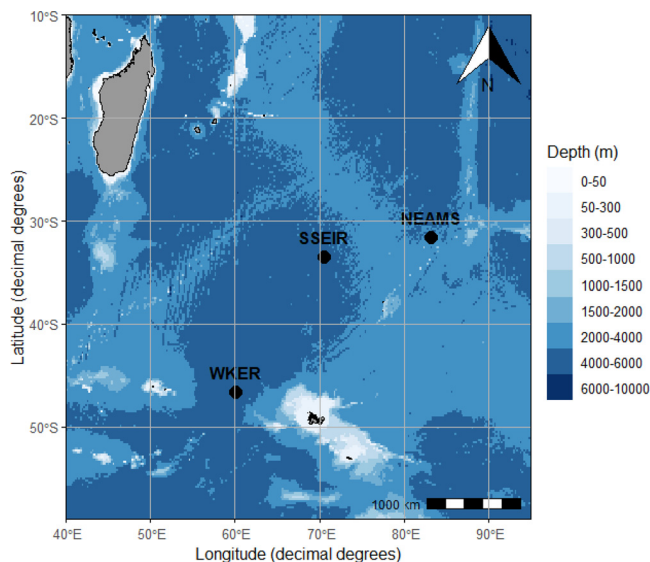 10°S
20°S
30°S
40°S
50°S
Latitude (decimal degrees)
N
NEAMS
SSEIR
WKER
1000 km
40°E 50°E 60°E 70°E 80°E 90°E
Longitude (decimal degrees)
Depth (m)
0-50
50-300
300-500
500-1000
1000-1500
1500-2000
2000-4000
4000-6000
6000-10000